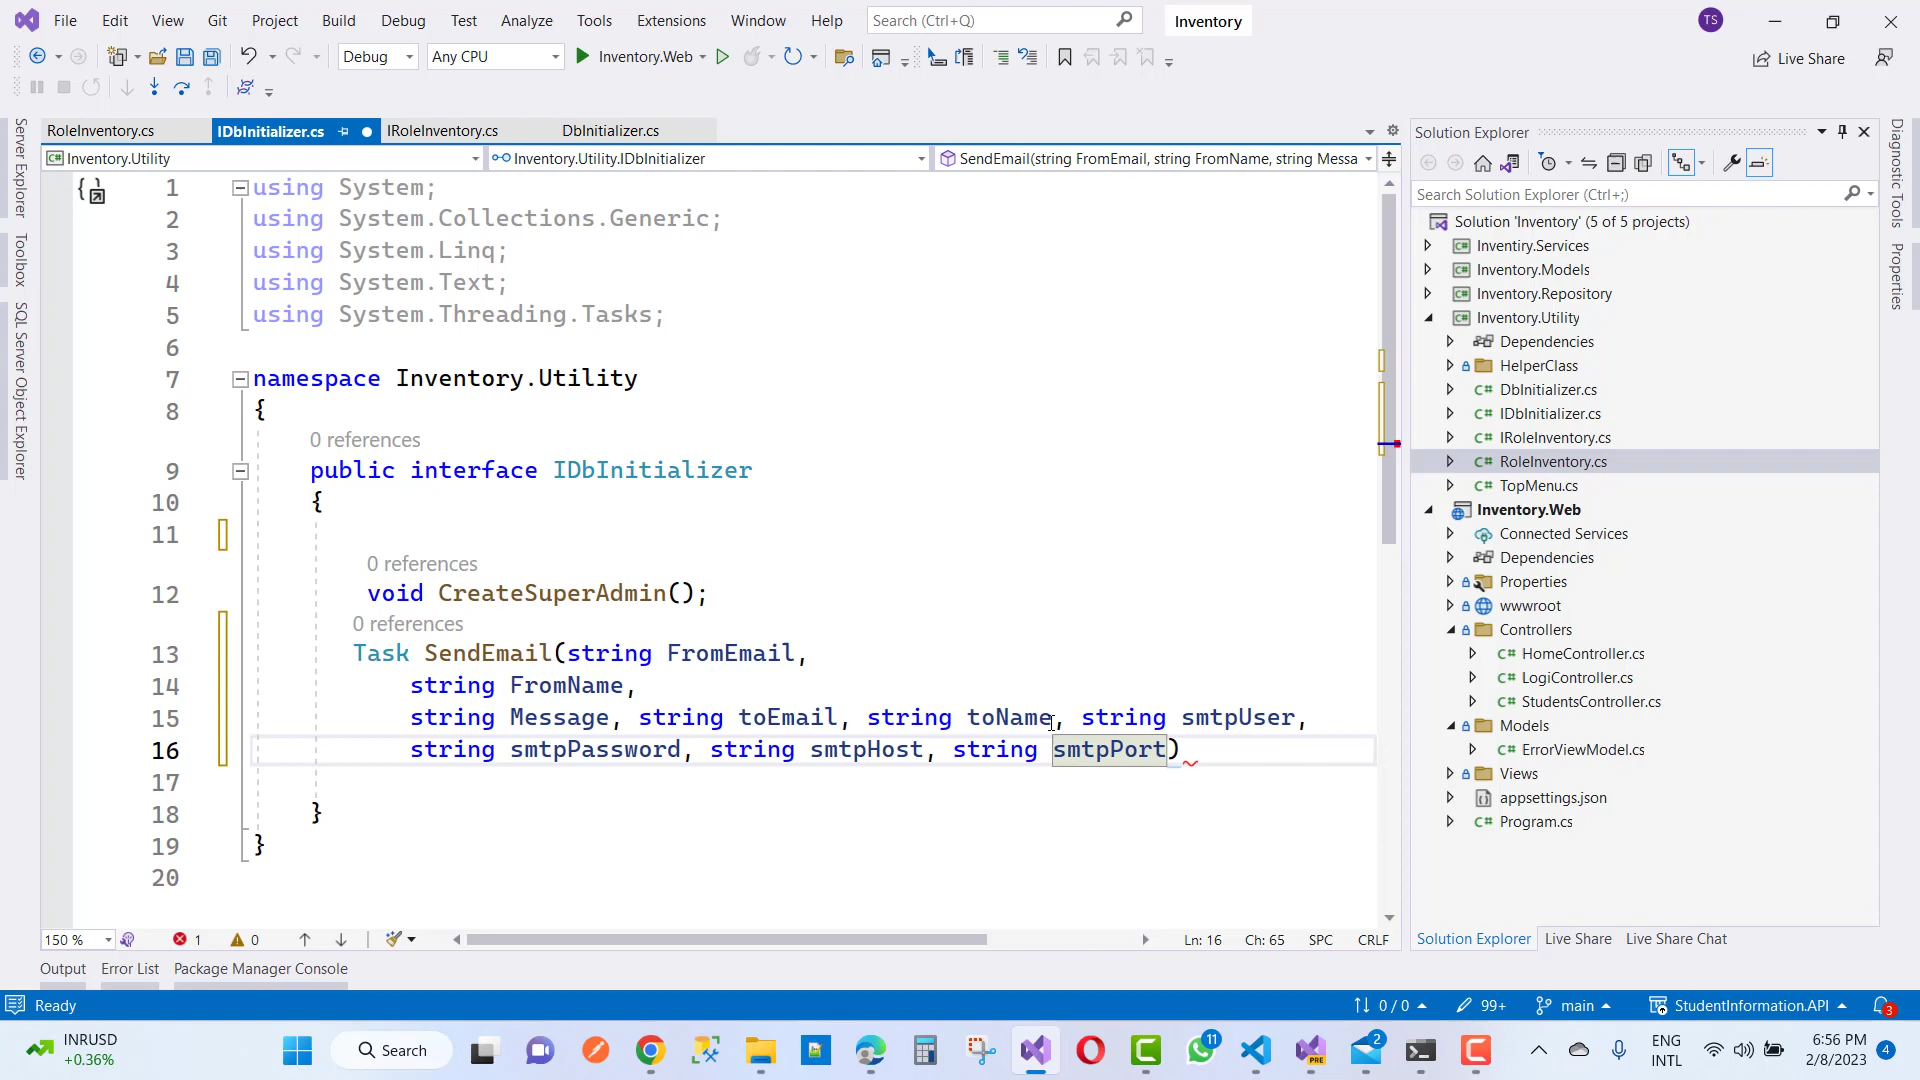 File Edit View Git Project Build Debug Test Analyze Tools Extensions Window Help Search (Ctrl+Q) Inventory TS
Debug Any CPU Inventory.Web Live Share
RoleInventory.cs IDbInitializer.cs IRoleInventory.cs DbInitializer.cs
Inventory.Utility Inventory.Utility.IDbInitializer SendEmail(string FromEmail, string FromName, string Messa
1 using System;
2 using System.Collections.Generic;
3 using System.Linq;
4 using System.Text;
5 using System.Threading.Tasks;
6
7 namespace Inventory.Utility
8 {
0 references
9 public interface IDbInitializer
10 {
11
0 references
12 void CreateSuperAdmin();
0 references
13 Task SendEmail(string FromEmail,
14 string FromName,
15 string Message, string toEmail, string toName, string smtpUser,
16 string smtpPassword, string smtpHost, string smtpPort)
17
18 }
19 }
20
150 % 1 0 Ln: 16 Ch: 65 SPC CRLF
Output Error List Package Manager Console
Server Explorer
Toolbox
SQL Server Object Explorer
Solution Explorer
Search Solution Explorer (Ctrl+;)
Solution 'Inventory' (5 of 5 projects)
Inventiry.Services
Inventory.Models
Inventory.Repository
Inventory.Utility
Dependencies
HelperClass
DbInitializer.cs
IDbInitializer.cs
IRoleInventory.cs
RoleInventory.cs
TopMenu.cs
Inventory.Web
Connected Services
Dependencies
Properties
wwwroot
Controllers
HomeController.cs
LogiController.cs
StudentsController.cs
Models
ErrorViewModel.cs
Views
appsettings.json
Program.cs
Solution Explorer Live Share Live Share Chat
Diagnostic Tools
Properties
Ready 0 / 0 99+ main StudentInformation.API 3
INRUSD
+0.36%
Search
11
PRE
2
ENG
INTL
6:56 PM
2/8/2023
4